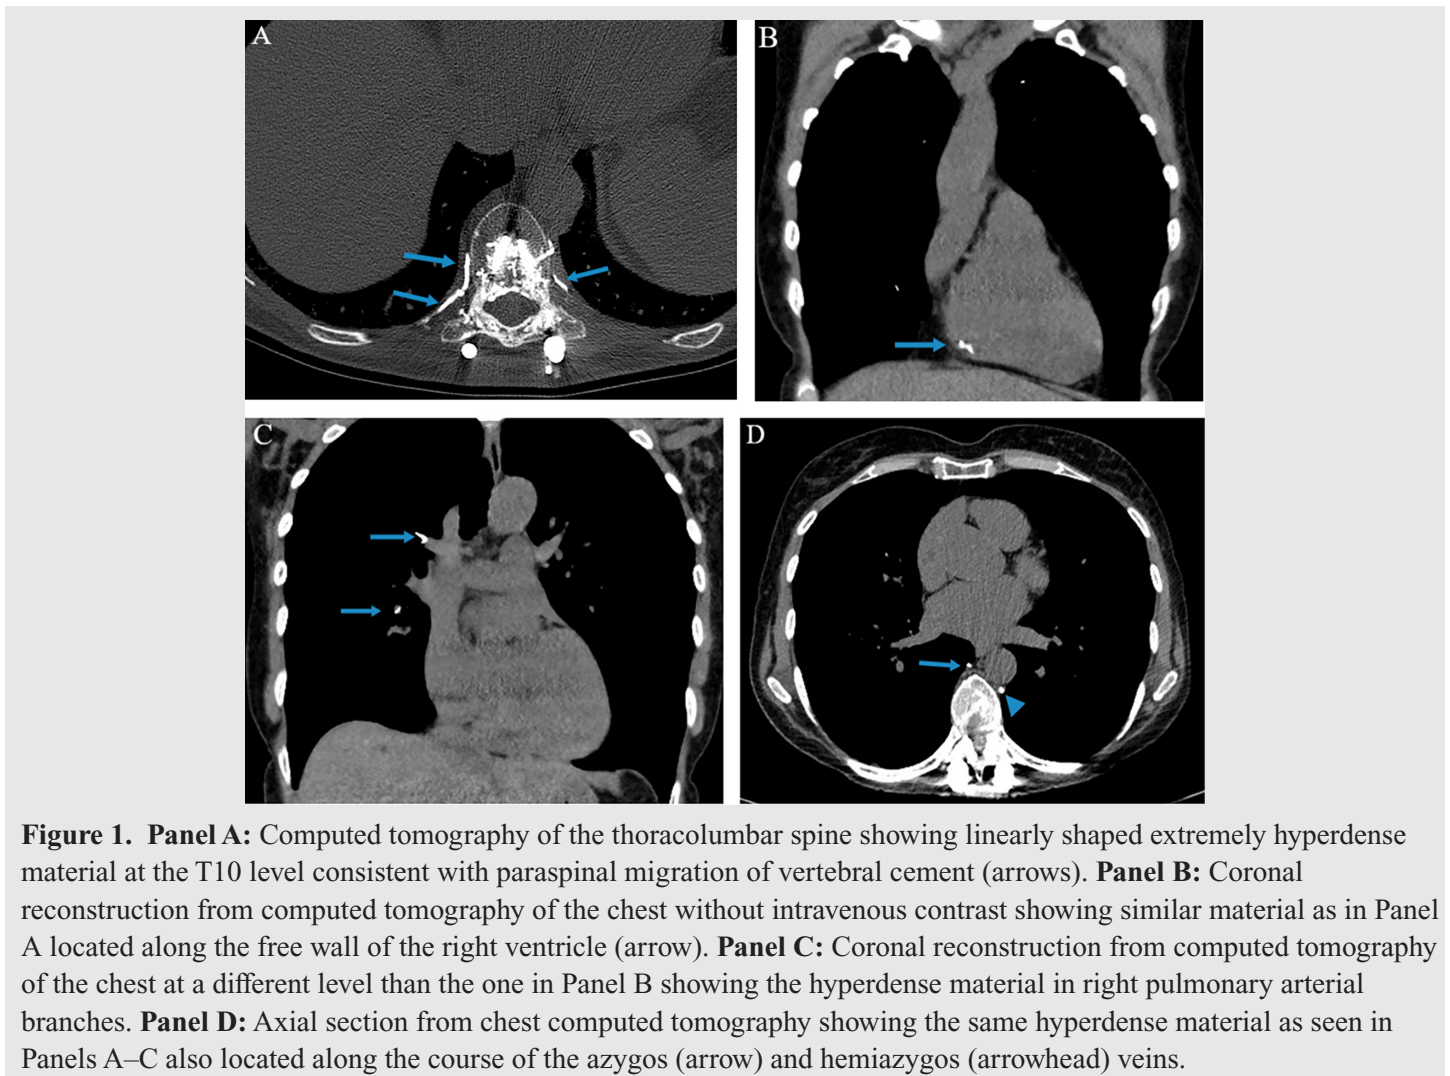 A
B
C
D
Figure 1. Panel A: Computed tomography of the thoracolumbar spine showing linearly shaped extremely hyperdense
material at the T10 level consistent with paraspinal migration of vertebral cement (arrows). Panel B: Coronal
reconstruction from computed tomography of the chest without intravenous contrast showing similar material as in Panel
A located along the free wall of the right ventricle (arrow). Panel C: Coronal reconstruction from computed tomography
of the chest at a different level than the one in Panel B showing the hyperdense material in right pulmonary arterial
branches. Panel D: Axial section from chest computed tomography showing the same hyperdense material as seen in
Panels A–C also located along the course of the azygos (arrow) and hemiazygos (arrowhead) veins.